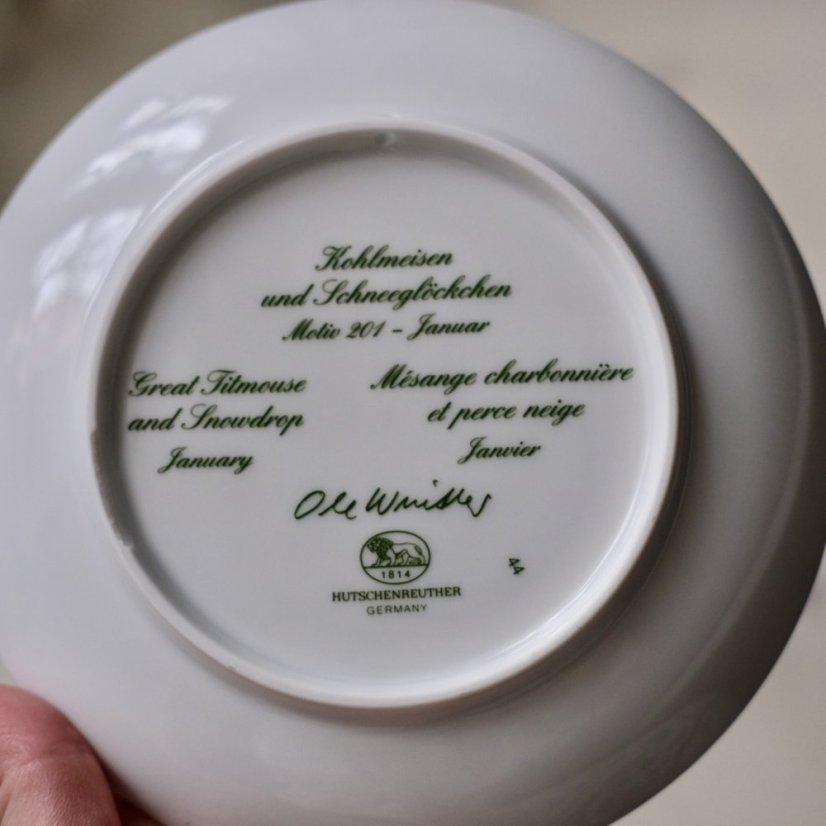 Kohlmeisen
und Schneeglöckchen
Motiv 201 – Januar
Great Titmouse
and Snowdrop
January
Mésange charbonnière
et perce neige
Janvier
Ole Winther
1814
HUTSCHENREUTHER
GERMANY
44